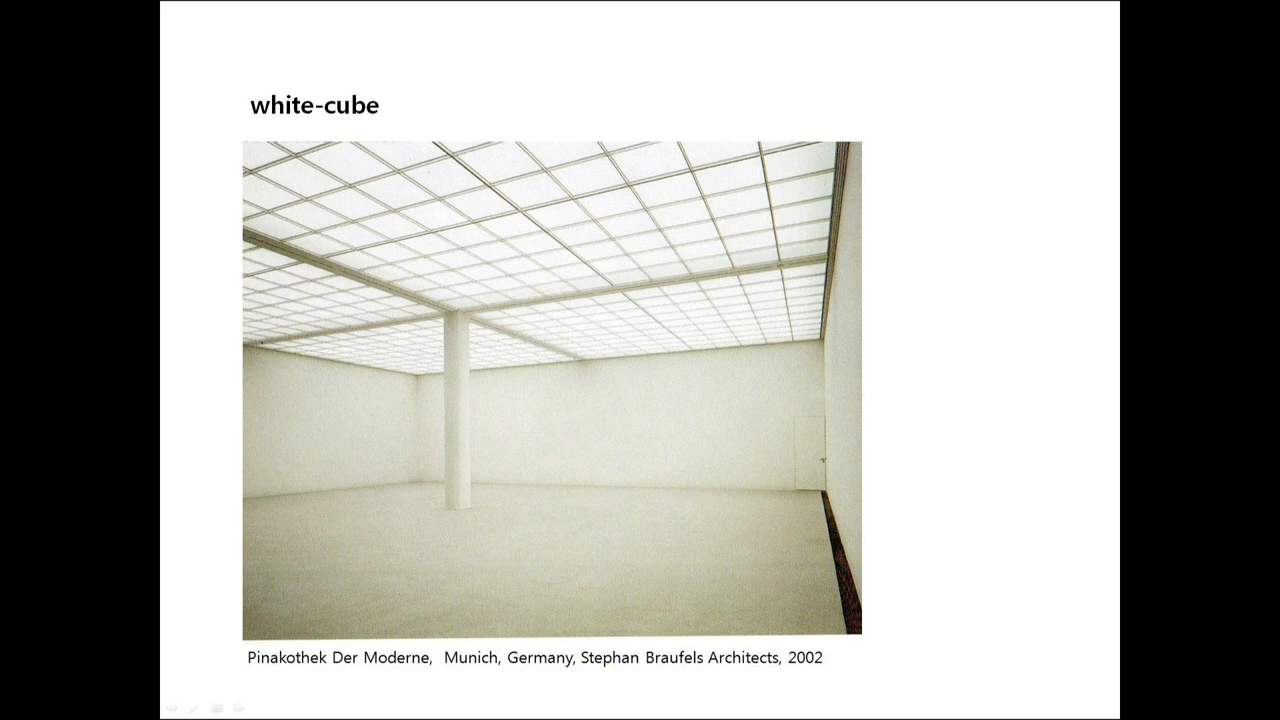 white-cube
Pinakothek Der Moderne, Munich, Germany, Stephan Braufels Architects, 2002